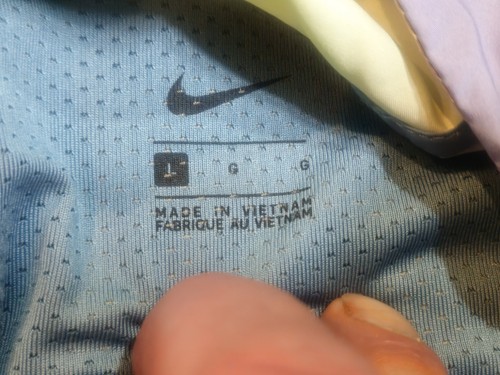 L G G
MADE IN VIETNAM
FABRIQUE AU VIETNAM